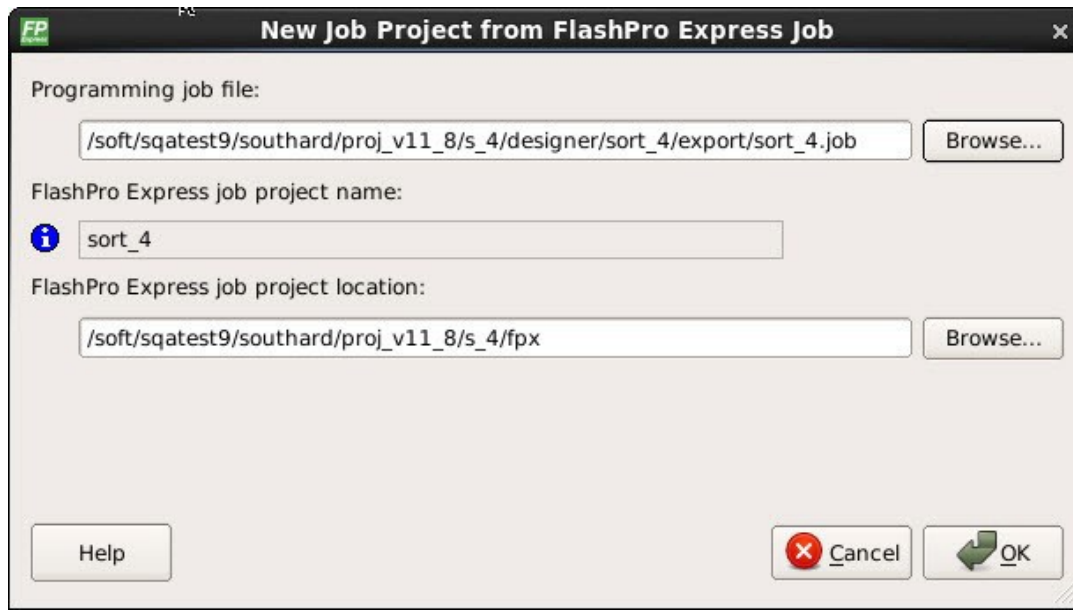 FP
Express
New Job Project from FlashPro Express Job
Programming job file:
/soft/sqatest9/southard/proj_v11_8/s_4/designer/sort_4/export/sort_4.job
Browse...
FlashPro Express job project name:
sort_4
FlashPro Express job project location:
/soft/sqatest9/southard/proj_v11_8/s_4/fpx
Browse...
Help
Cancel
OK